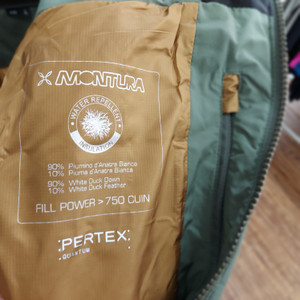 MONTURA
WATER REPELLENT
INSULATION
90% Piumino d'Anatra Bianca
10% Piuma d'Anatra Bianca
90% White Duck Down
10% White Duck Feather
FILL POWER > 750 CUIN
PERTEX
QUANTUM